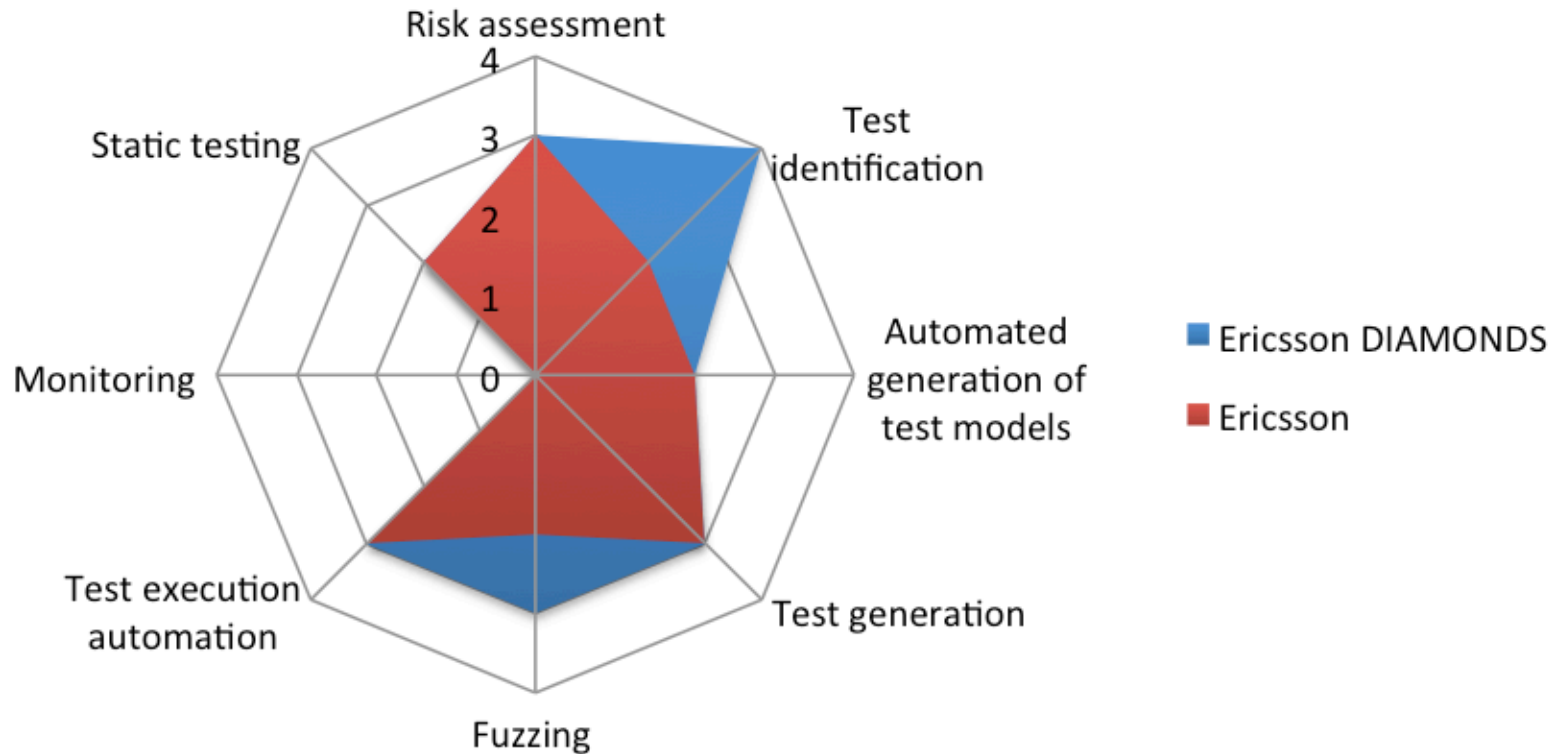 Risk assessment
4
3
2
1
0
Test
identification
Automated
generation of
test models
Test generation
Fuzzing
Test execution
automation
Monitoring
Static testing
Ericsson DIAMONDS
Ericsson